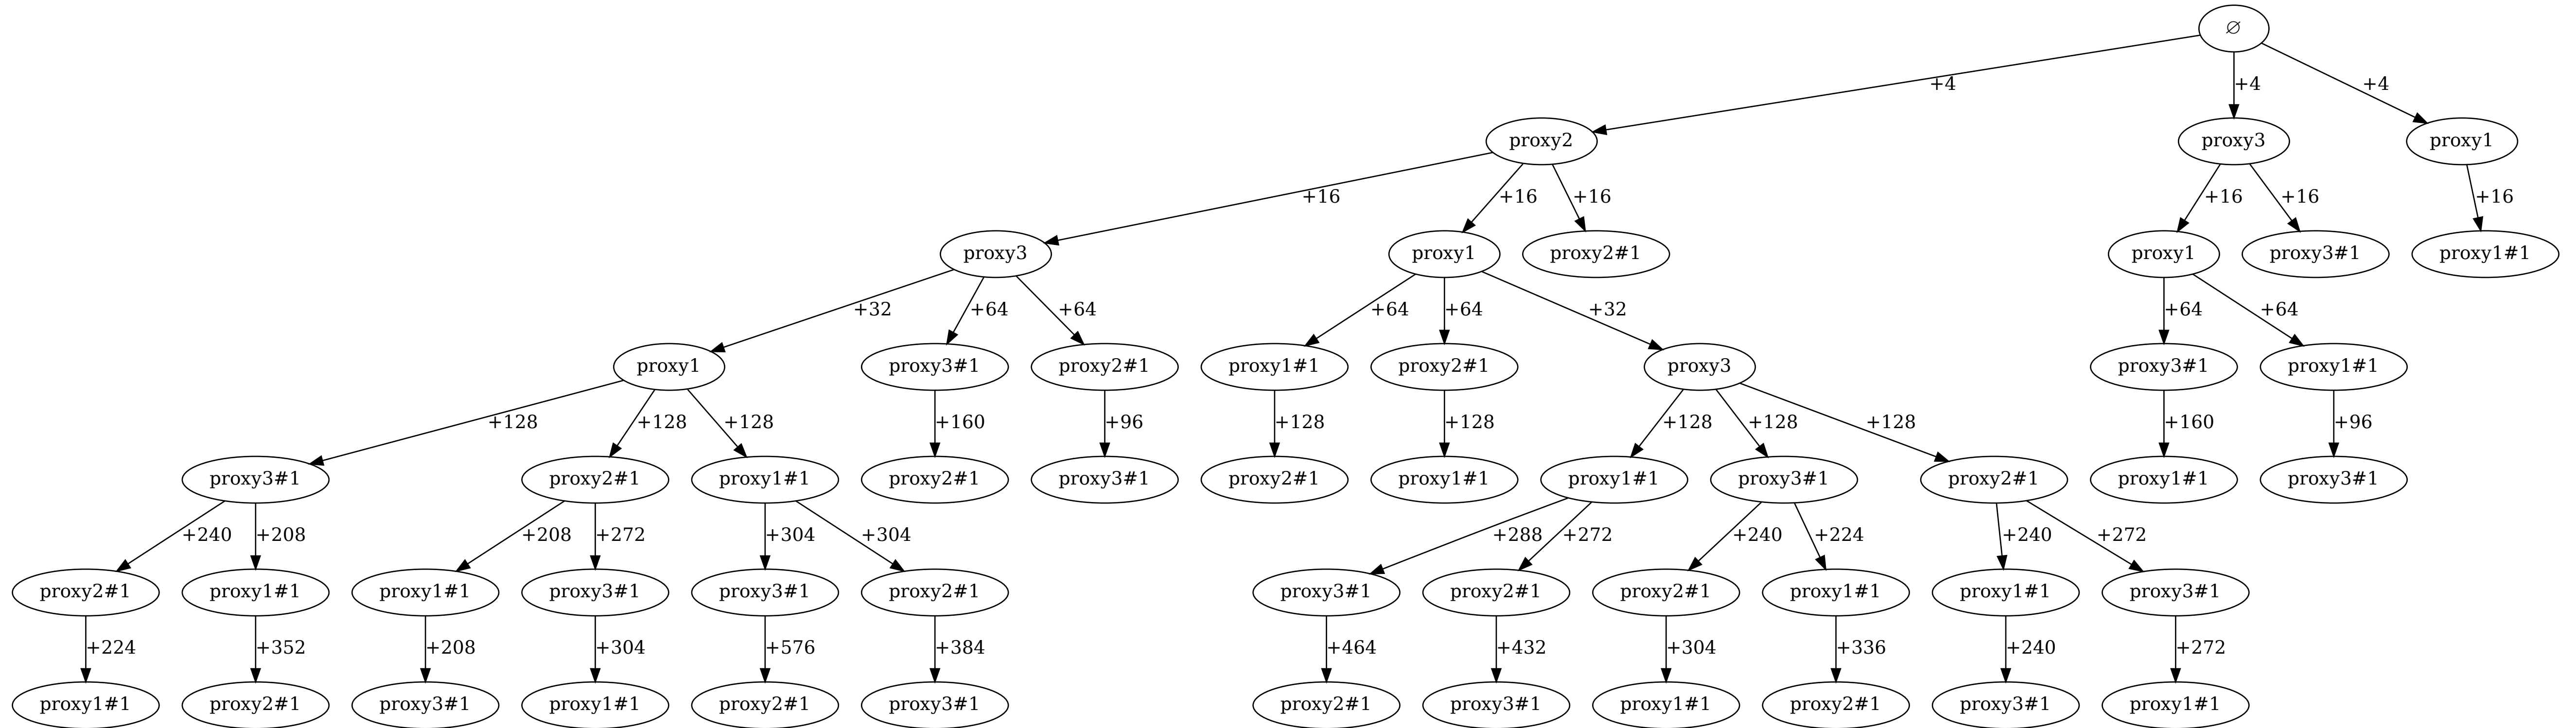 ∅
+4 +4 +4
proxy2 proxy3 proxy1
+16 +16 +16 +16 +16 +16
proxy3 proxy1 proxy2#1 proxy1 proxy3#1 proxy1#1
+32 +64 +64 +64 +64 +32 +64 +64
proxy1 proxy3#1 proxy2#1 proxy1#1 proxy2#1 proxy3 proxy3#1 proxy1#1
+128 +128 +128 +160 +96 +128 +128 +128 +128 +128 +160 +96
proxy3#1 proxy2#1 proxy1#1 proxy2#1 proxy3#1 proxy2#1 proxy1#1 proxy1#1 proxy3#1 proxy2#1 proxy1#1 proxy3#1
+240 +208 +208 +272 +304 +304 +288 +272 +240 +224 +240 +272
proxy2#1 proxy1#1 proxy1#1 proxy3#1 proxy3#1 proxy2#1 proxy3#1 proxy2#1 proxy2#1 proxy1#1 proxy1#1 proxy3#1
+224 +352 +208 +304 +576 +384 +464 +432 +304 +336 +240 +272
proxy1#1 proxy2#1 proxy3#1 proxy1#1 proxy2#1 proxy3#1 proxy2#1 proxy3#1 proxy1#1 proxy2#1 proxy3#1 proxy1#1